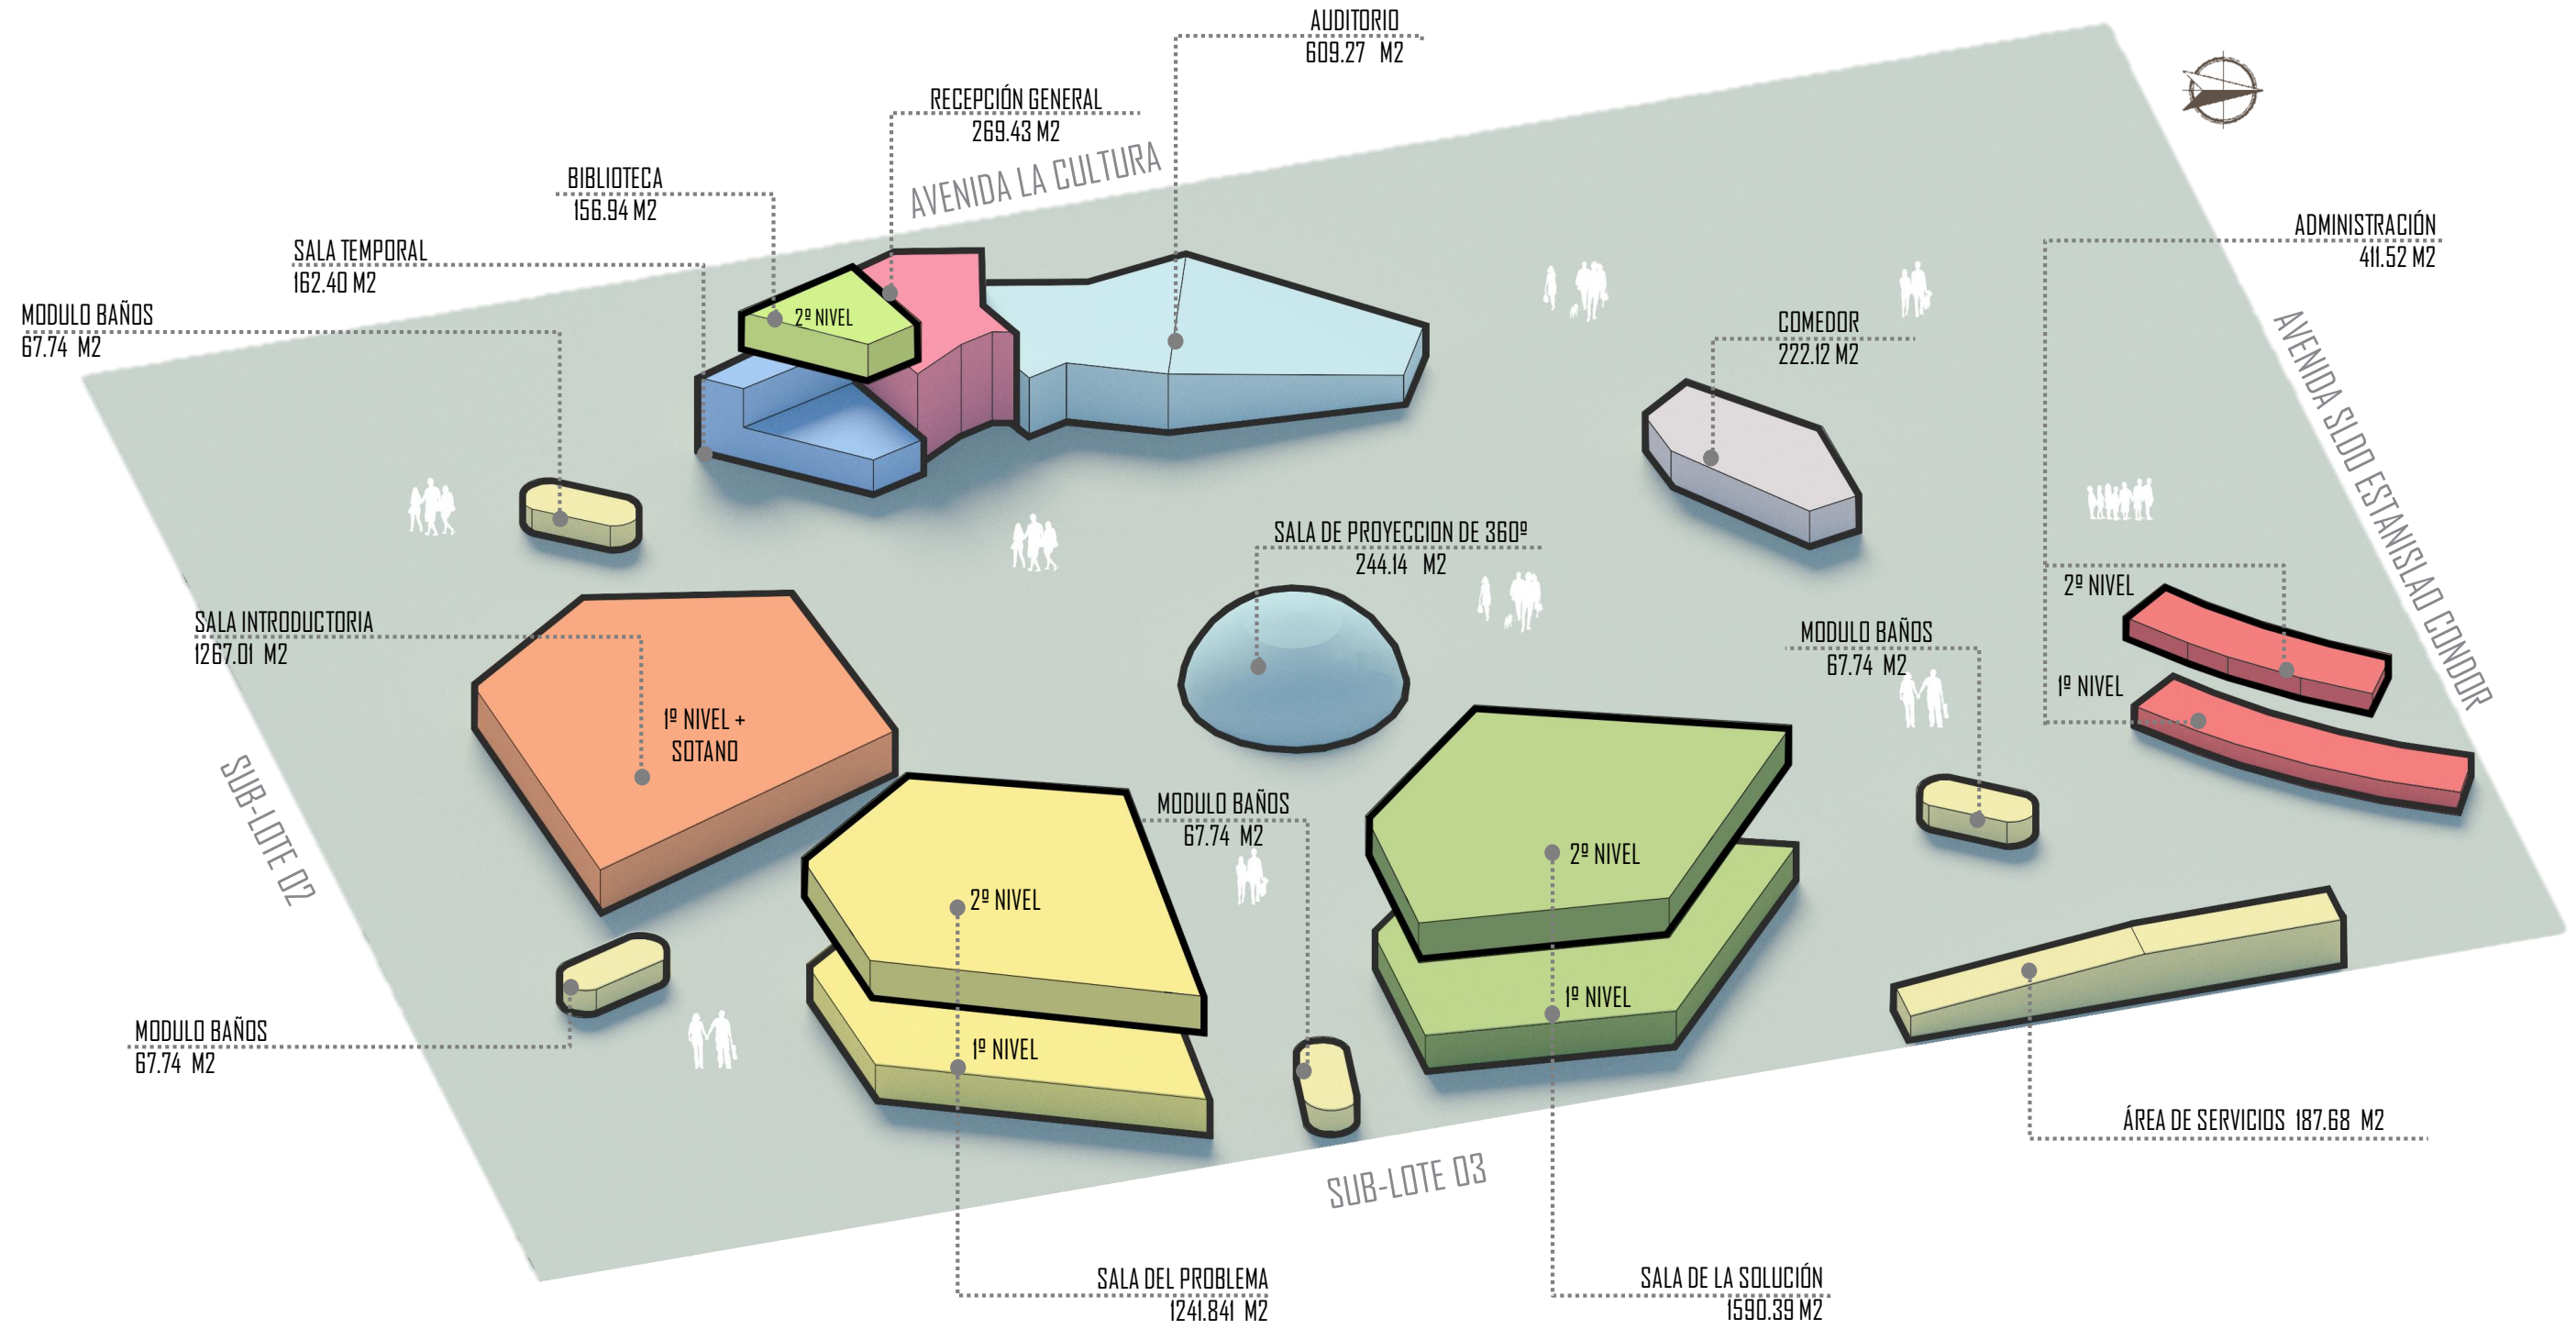 AUDITORIO
609.27 M2
RECEPCIÓN GENERAL
269.43 M2
AVENIDA LA CULTURA
BIBLIOTECA
156.94 M2
SALA TEMPORAL
162.40 M2
MODULO BAÑOS
67.74 M2
2º NIVEL
ADMINISTRACIÓN
411.52 M2
COMEDOR
222.12 M2
AVENIDA SLDO ESTANISLAO CONDOR
SALA DE PROYECCION DE 360º
244.14 M2
2º NIVEL
1º NIVEL
MODULO BAÑOS
67.74 M2
SALA INTRODUCTORIA
1267.01 M2
1º NIVEL +
SOTANO
SUB-LOTE 02
MODULO BAÑOS
67.74 M2
2º NIVEL
1º NIVEL
2º NIVEL
1º NIVEL
MODULO BAÑOS
67.74 M2
ÁREA DE SERVICIOS 187.68 M2
SUB-LOTE 03
SALA DEL PROBLEMA
1241.841 M2
SALA DE LA SOLUCIÓN
1590.39 M2